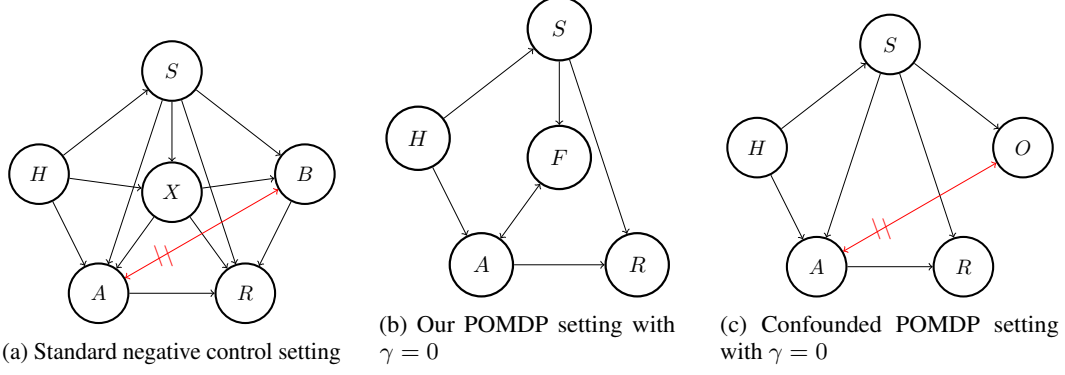 S
H
X
B
A
R
(a) Standard negative control setting
S
H
F
A
R
(b) Our POMDP setting with
γ = 0
S
H
O
A
R
(c) Confounded POMDP setting
with γ = 0